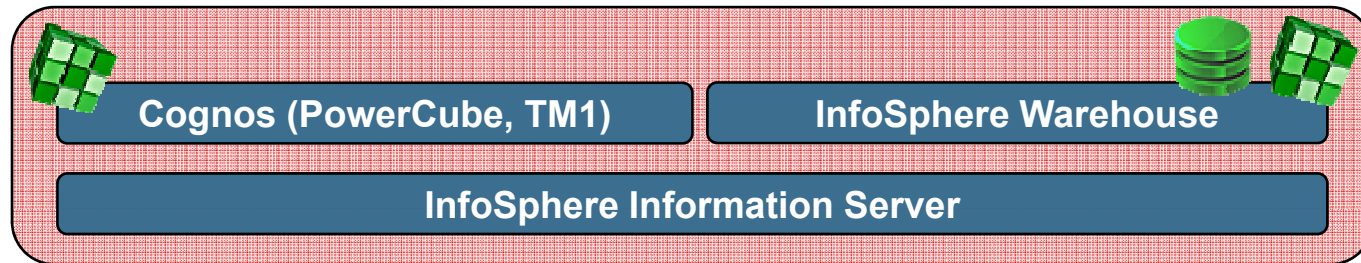 Cognos (PowerCube, TM1)
InfoSphere Warehouse
InfoSphere Information Server